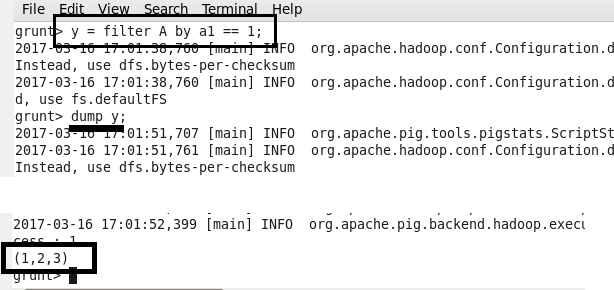 File Edit View Search Terminal Help
grunt> y = filter A by a1 == 1;
2017-03-16 17:01:38,760 [main] INFO org.apache.hadoop.conf.Configuration.d
Instead, use dfs.bytes-per-checksum
2017-03-16 17:01:38,760 [main] INFO org.apache.hadoop.conf.Configuration.d
d, use fs.defaultFS
grunt> dump y;
2017-03-16 17:01:51,707 [main] INFO org.apache.pig.tools.pigstats.ScriptSt
2017-03-16 17:01:51,761 [main] INFO org.apache.hadoop.conf.Configuration.d
Instead, use dfs.bytes-per-checksum
2017-03-16 17:01:52,399 [main] INFO org.apache.pig.backend.hadoop.execu
cess : 1
(1,2,3)
grunt>